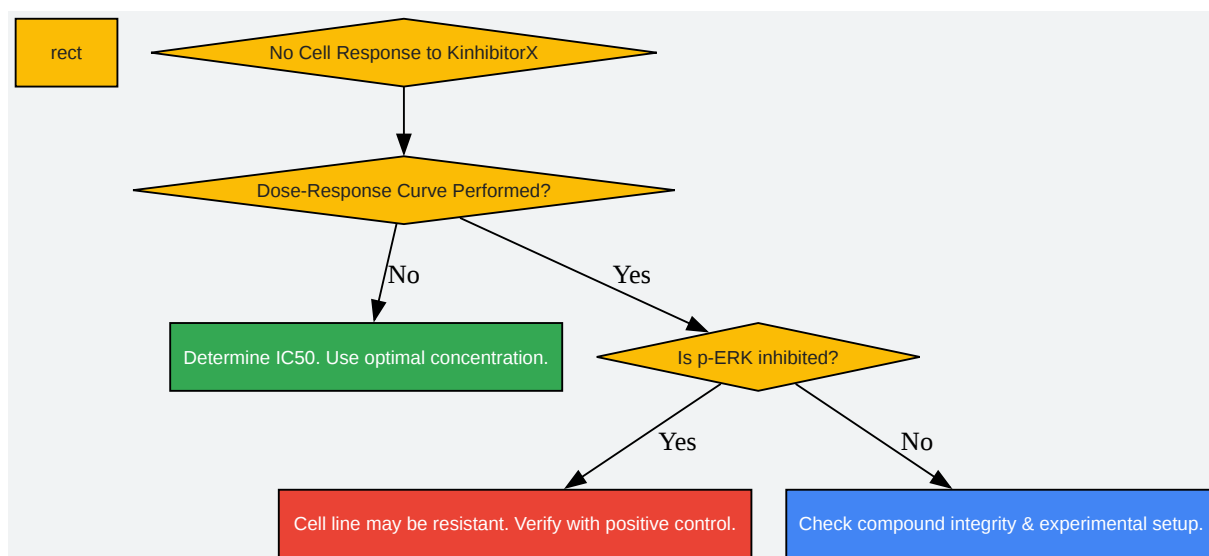 rect
No Cell Response to KinhibitorX
Dose-Response Curve Performed?
No
Yes
Determine IC50. Use optimal concentration.
Is p-ERK inhibited?
Yes
No
Cell line may be resistant. Verify with positive control.
Check compound integrity & experimental setup.